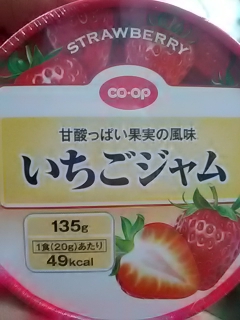 STRAWBERRY
co·op
甘酸っぱい果実の風味
いちごジャム
135g
1食(20g)あたり
49kcal